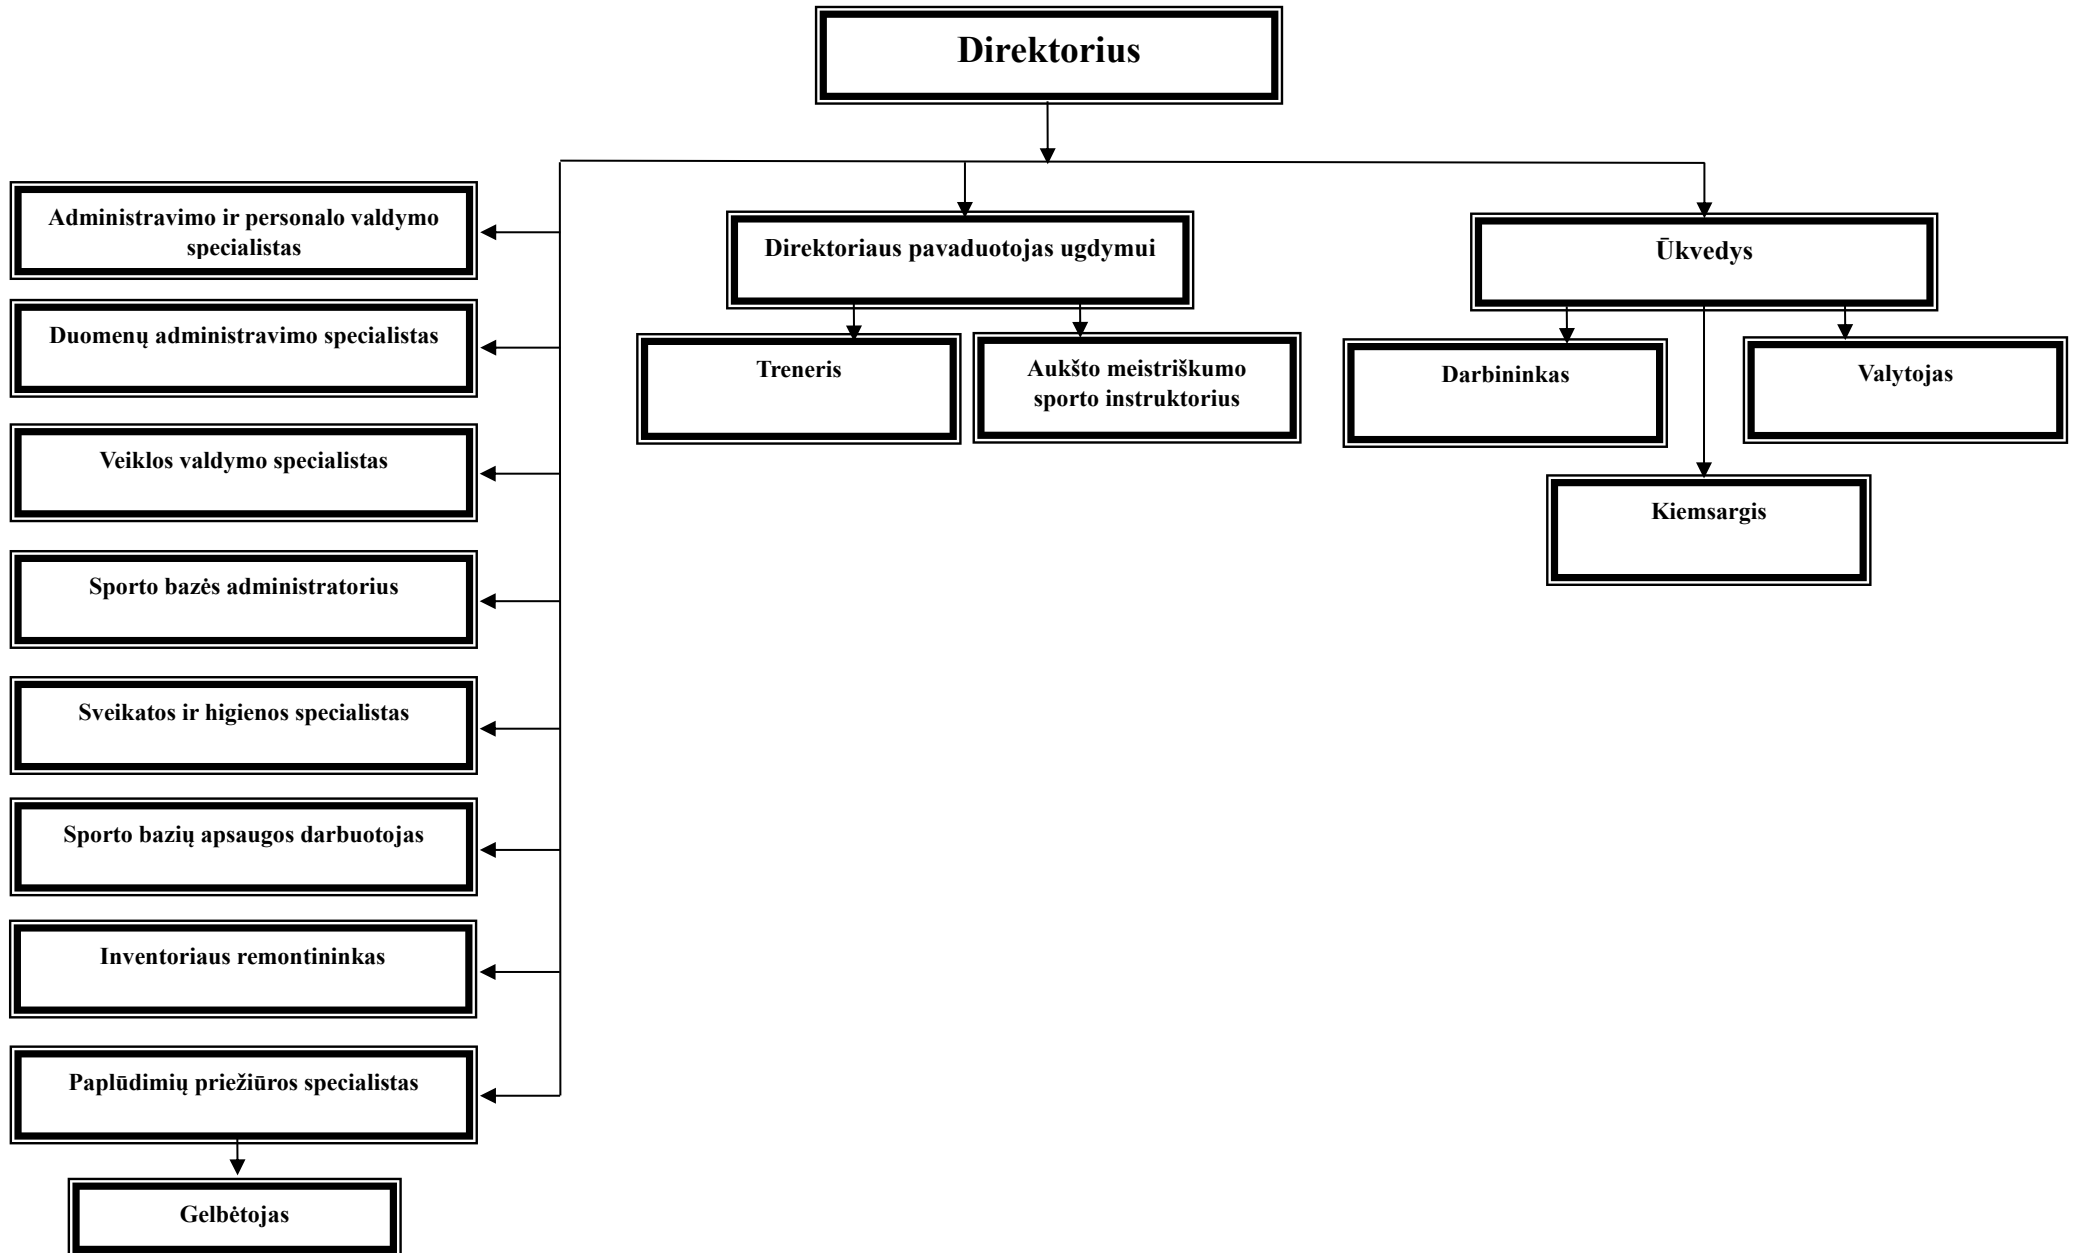 Direktorius
Administravimo ir personalo valdymo
specialistas
Direktoriaus pavaduotojas ugdymui
Ūkvedys
Duomenų administravimo specialistas
Treneris
Aukšto meistriškumo
sporto instruktorius
Darbininkas
Valytojas
Veiklos valdymo specialistas
Kiemsargis
Sporto bazės administratorius
Sveikatos ir higienos specialistas
Sporto bazių apsaugos darbuotojas
Inventoriaus remontininkas
Paplūdimių priežiūros specialistas
Gelbėtojas